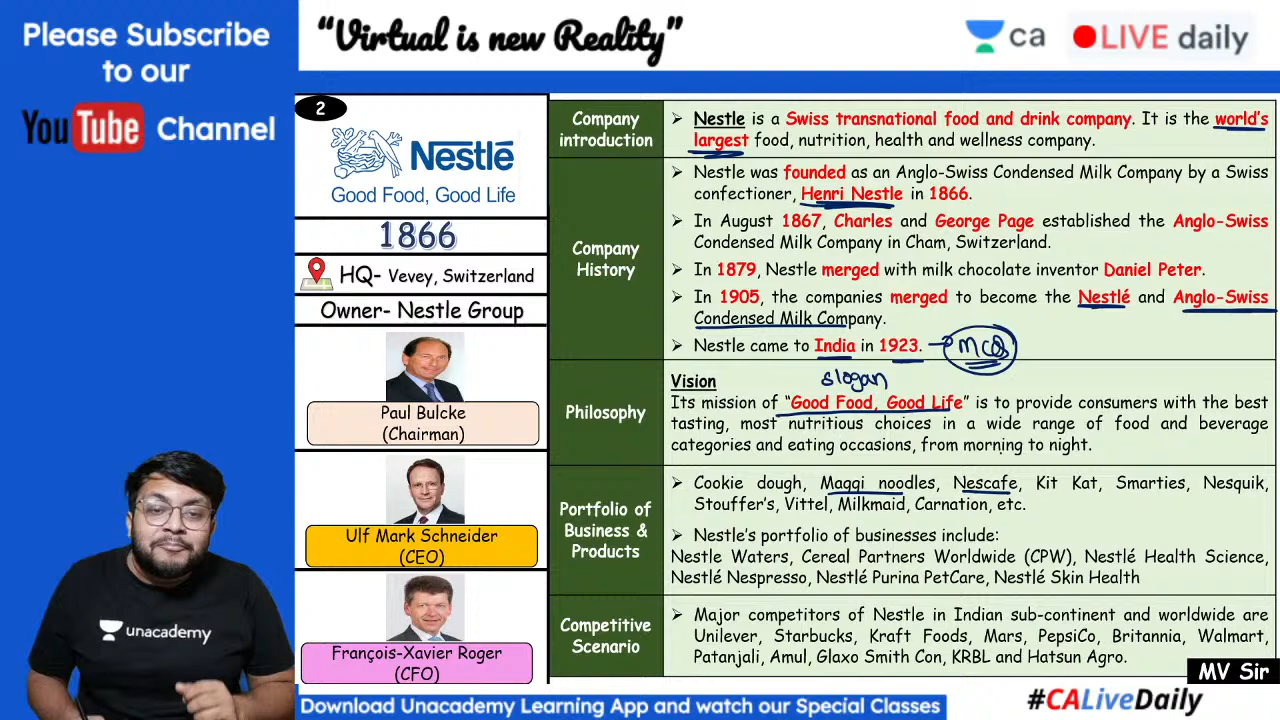 Please Subscribe
to our
YouTube Channel
"Virtual is new Reality"
ca
LIVE daily
2
Nestlé
Good Food, Good Life
1866
HQ- Vevey, Switzerland
Owner- Nestle Group
Paul Bulcke
(Chairman)
Ulf Mark Schneider
(CEO)
François-Xavier Roger
(CFO)
Company
introduction
➢ Nestle is a Swiss transnational food and drink company. It is the world's
largest food, nutrition, health and wellness company.
Company
History
➢ Nestle was founded as an Anglo-Swiss Condensed Milk Company by a Swiss
confectioner, Henri Nestle in 1866.
➢ In August 1867, Charles and George Page established the Anglo-Swiss
Condensed Milk Company in Cham, Switzerland.
➢ In 1879, Nestle merged with milk chocolate inventor Daniel Peter.
➢ In 1905, the companies merged to become the Nestlé and Anglo-Swiss
Condensed Milk Company.
➢ Nestle came to India in 1923. MCQs
Philosophy
Vision
slogan
Its mission of "Good Food, Good Life" is to provide consumers with the best
tasting, most nutritious choices in a wide range of food and beverage
categories and eating occasions, from morning to night.
Portfolio of
Business &
Products
➢ Cookie dough, Maggi noodles, Nescafe, Kit Kat, Smarties, Nesquik,
Stouffer's, Vittel, Milkmaid, Carnation, etc.
➢ Nestle's portfolio of businesses include:
Nestle Waters, Cereal Partners Worldwide (CPW), Nestlé Health Science,
Nestlé Nespresso, Nestlé Purina PetCare, Nestlé Skin Health
Competitive
Scenario
➢ Major competitors of Nestle in Indian sub-continent and worldwide are
Unilever, Starbucks, Kraft Foods, Mars, PepsiCo, Britannia, Walmart,
Patanjali, Amul, Glaxo Smith Con, KRBL and Hatsun Agro.
unacademy
MV Sir
Download Unacademy Learning App and watch our Special Classes
#CALiveDaily